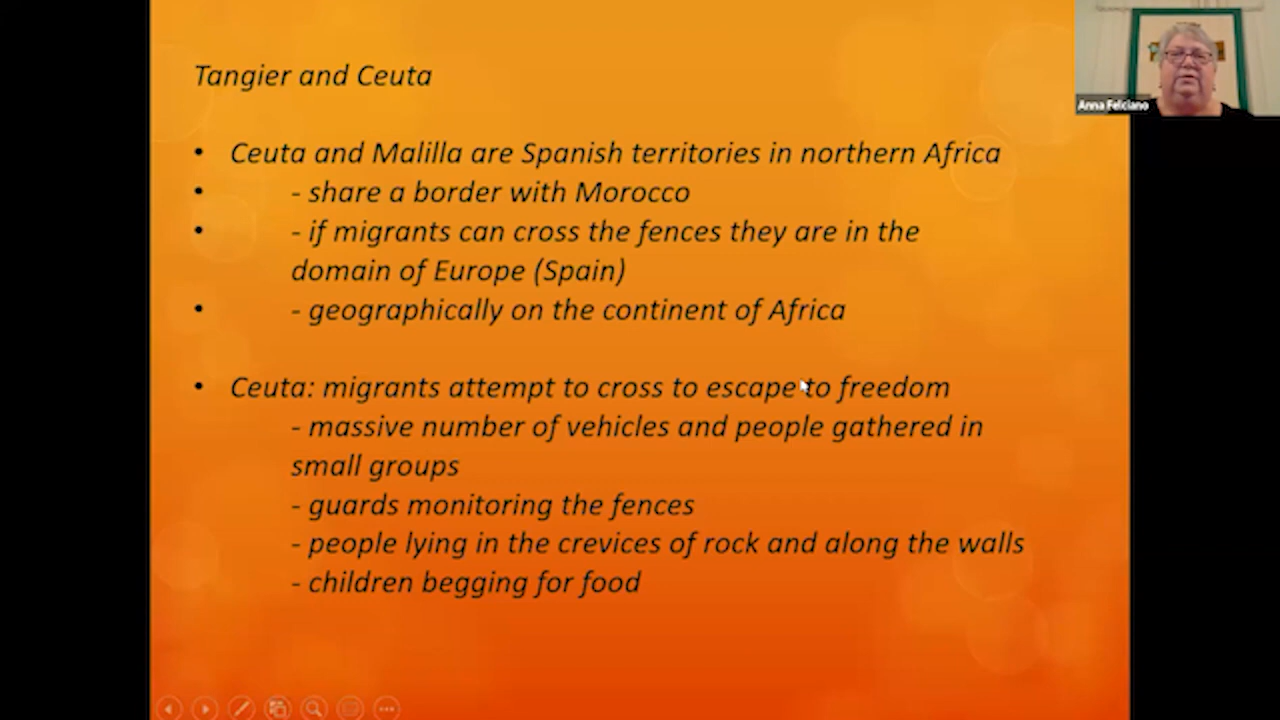 Tangier and Ceuta
• Ceuta and Malilla are Spanish territories in northern Africa
• - share a border with Morocco
• - if migrants can cross the fences they are in the
domain of Europe (Spain)
• - geographically on the continent of Africa
• Ceuta: migrants attempt to cross to escape to freedom
- massive number of vehicles and people gathered in
small groups
- guards monitoring the fences
- people lying in the crevices of rock and along the walls
- children begging for food
Anna Felciano